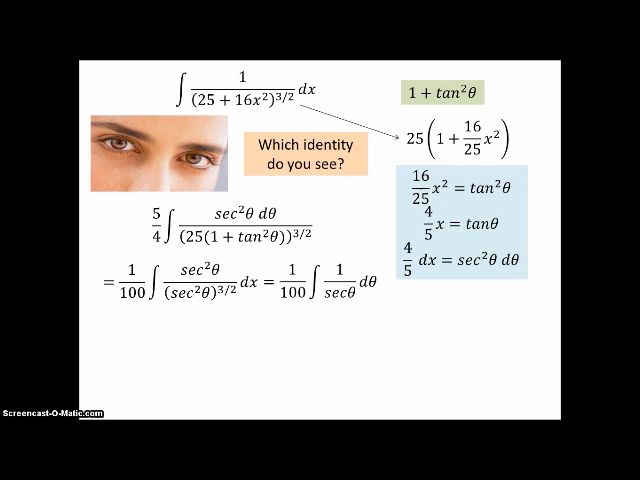 ∫ 1/(25 + 16x²)^{3/2} dx
1 + tan²θ
25(1 + 16/25 x²)
Which identity
do you see?
16/25 x² = tan²θ
4/5 x = tanθ
4/5 dx = sec²θ dθ
5/4 ∫ sec²θ dθ/(25(1 + tan²θ))^{3/2}
= 1/100 ∫ sec²θ/(sec²θ)^{3/2} dx = 1/100 ∫ 1/secθ dθ
Screencast-O-Matic.com